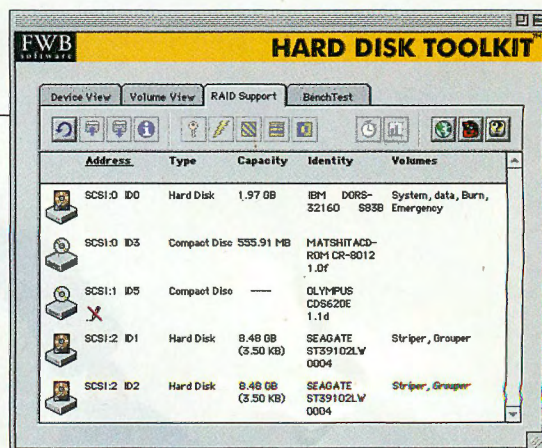 FWB
software
HARD DISK TOOLKIT™
Device View Volume View RAID Support BenchTest
Address Type Capacity Identity Volumes
SCSI:0 ID0 Hard Disk 1.97 GB IBM DORS- System, data, Burn,
32160 S83B Emergency
SCSI:0 ID3 Compact Disc 555.91 MB MATSHITACD-
ROM CR-8012
1.0f
SCSI:1 ID5 Compact Disc —— OLYMPUS
CDS620E
1.1d
SCSI:2 ID1 Hard Disk 8.48 GB SEAGATE Striper, Grouper
(3.50 KB) ST39102LW
0004
SCSI:2 ID2 Hard Disk 8.48 GB SEAGATE Striper, Grouper
(3.50 KB) ST39102LW
0004